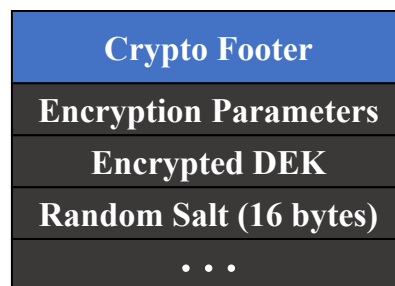 Crypto Footer
Encryption Parameters
Encrypted DEK
Random Salt (16 bytes)
. . .